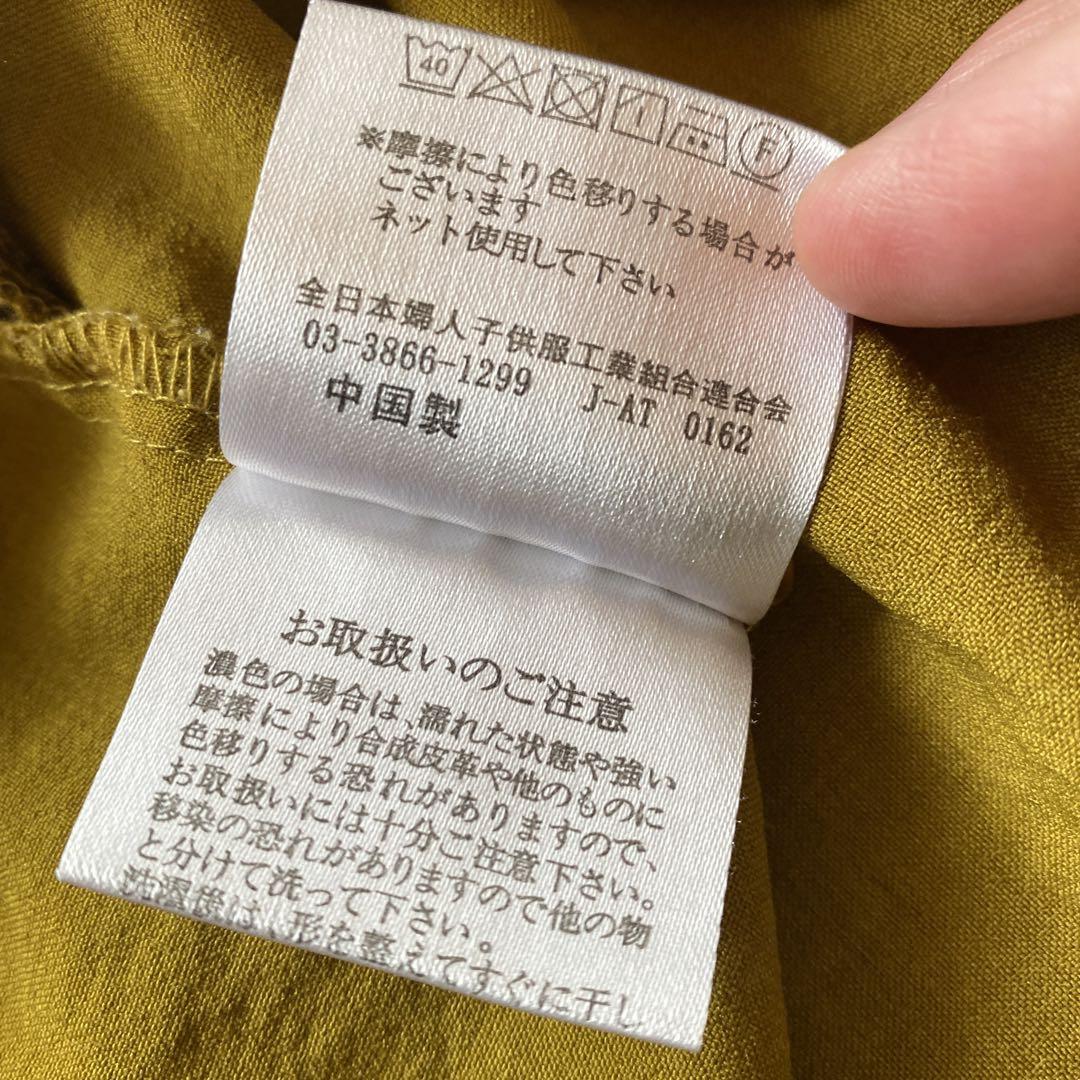 40
F
※摩擦により色移りする場合が
ございます
ネット使用して下さい
全日本婦人子供服工業組合連合会
03-3866-1299 J-AT 0162
中国製
お取扱いのご注意
濃色の場合は、濡れた状態や強い
摩擦により合成皮革や他のものに
色移りする恐れがありますので、
お取扱いには十分ご注意下さい。
移染の恐れがありますので他の物
と分けて洗って下さい。
洗濯後は、形を整えてすぐに干し